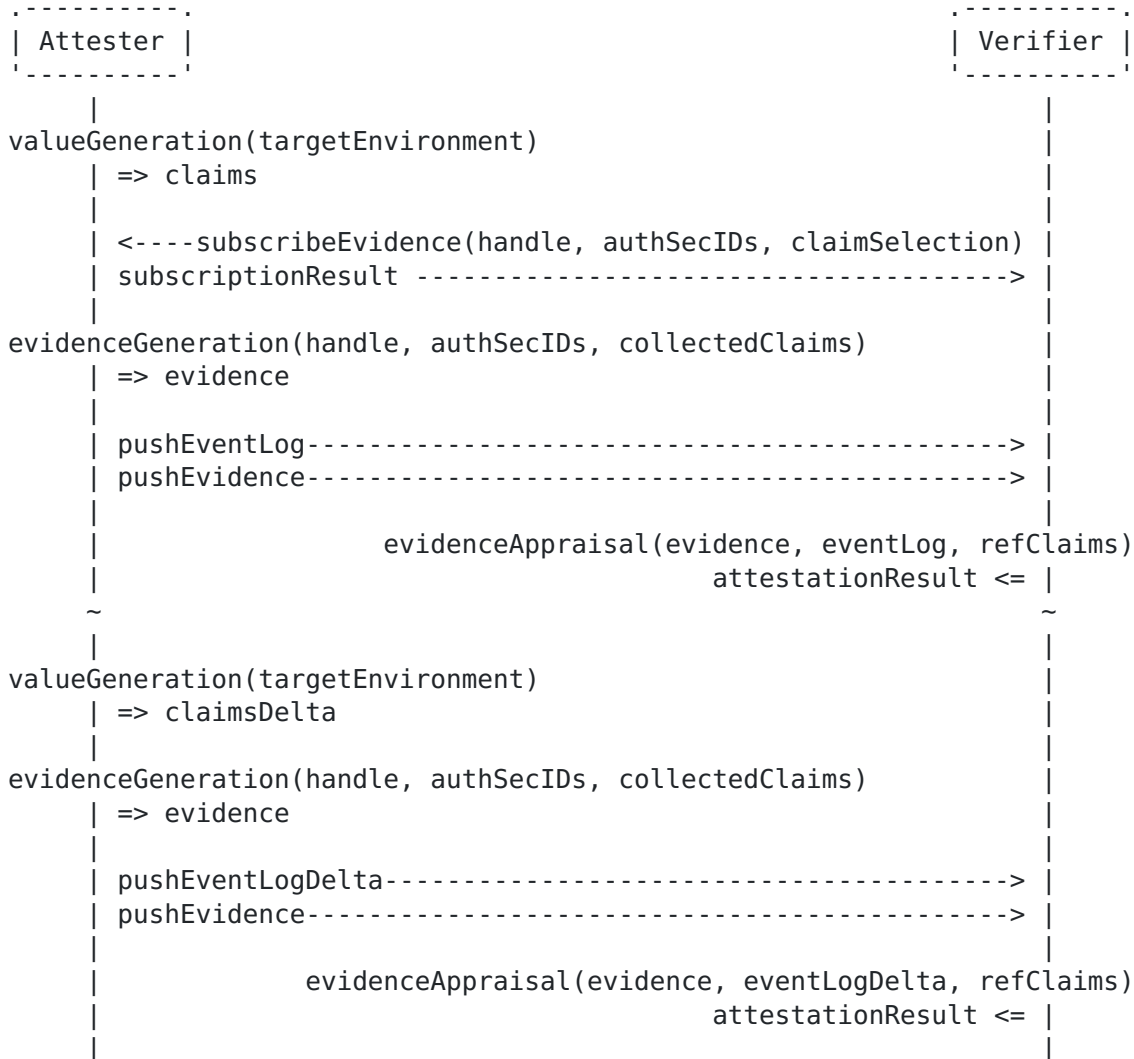 .----------.                                                .----------.
| Attester |                                                | Verifier |
'----------'                                                '----------'
     |                                                            |
valueGeneration(targetEnvironment)                                |
     | => claims                                                  |
     |                                                            |
     | <----subscribeEvidence(handle, authSecIDs, claimSelection) |
     | subscriptionResult --------------------------------------> |
     |                                                            |
evidenceGeneration(handle, authSecIDs, collectedClaims)           |
     | => evidence                                                |
     |                                                            |
     | pushEventLog---------------------------------------------> |
     | pushEvidence---------------------------------------------> |
     |                                                            |
     |                  evidenceAppraisal(evidence, eventLog, refClaims)
     |                                       attestationResult <= |
     ~                                                            ~
     |                                                            |
valueGeneration(targetEnvironment)                                |
     | => claimsDelta                                             |
     |                                                            |
evidenceGeneration(handle, authSecIDs, collectedClaims)           |
     | => evidence                                                |
     |                                                            |
     | pushEventLogDelta----------------------------------------> |
     | pushEvidence---------------------------------------------> |
     |                                                            |
     |             evidenceAppraisal(evidence, eventLogDelta, refClaims)
     |                                       attestationResult <= |
     |                                                            |